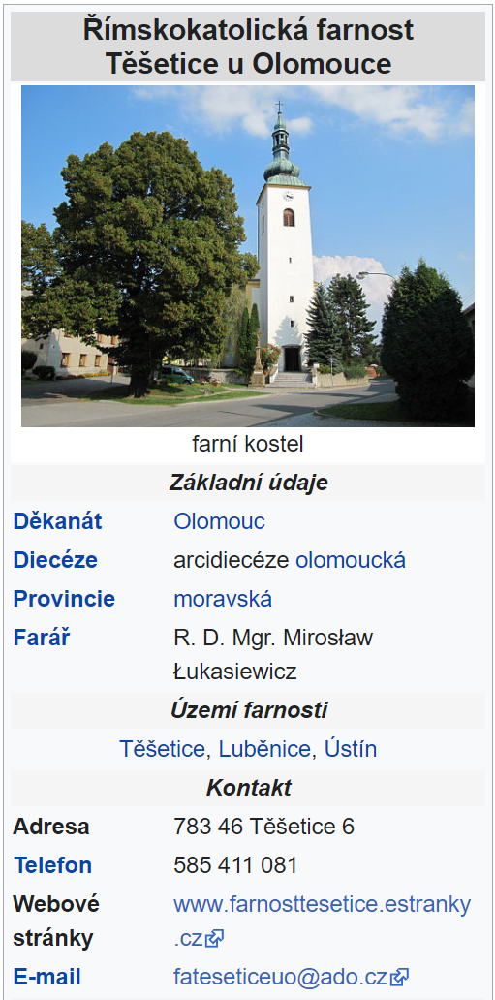 Římskokatolická farnost
Těšetice u Olomouce
farní kostel
Základní údaje
Děkanát Olomouc
Diecéze arcidiecéze olomoucká
Provincie moravská
Farář R. D. Mgr. Mirosław
Łukasiewicz
Území farnosti
Těšetice, Luběnice, Ústín
Kontakt
Adresa 783 46 Těšetice 6
Telefon 585 411 081
Webové www.farnosttesetice.estranky
stránky .cz
E-mail fateseticeuo@ado.cz